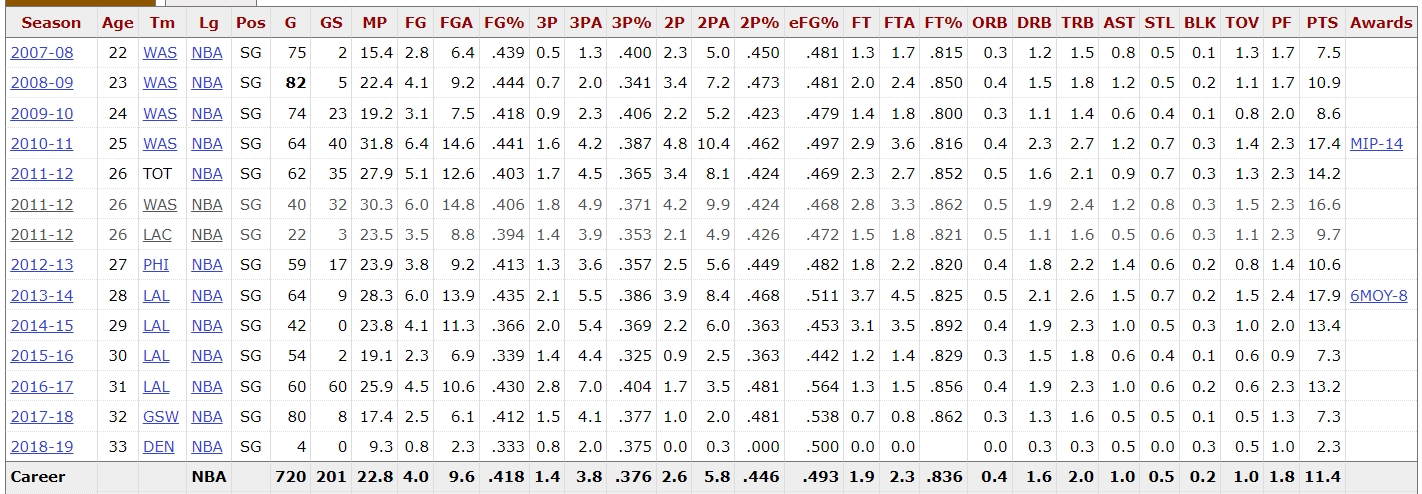 Season Age Tm Lg Pos G GS MP FG FGA FG% 3P 3PA 3P% 2P 2PA 2P% eFG% FT FTA FT% ORB DRB TRB AST STL BLK TOV PF PTS Awards
2007-08 22 WAS NBA SG 75 2 15.4 2.8 6.4 .439 0.5 1.3 .400 2.3 5.0 .450 .481 1.3 1.7 .815 0.3 1.2 1.5 0.8 0.5 0.1 1.3 1.7 7.5
2008-09 23 WAS NBA SG 82 5 22.4 4.1 9.2 .444 0.7 2.0 .341 3.4 7.2 .473 .481 2.0 2.4 .850 0.4 1.5 1.8 1.2 0.5 0.2 1.1 1.7 10.9
2009-10 24 WAS NBA SG 74 23 19.2 3.1 7.5 .418 0.9 2.3 .406 2.2 5.2 .423 .479 1.4 1.8 .800 0.3 1.1 1.4 0.6 0.4 0.1 0.8 2.0 8.6
2010-11 25 WAS NBA SG 64 40 31.8 6.4 14.6 .441 1.6 4.2 .387 4.8 10.4 .462 .497 2.9 3.6 .816 0.4 2.3 2.7 1.2 0.7 0.3 1.4 2.3 17.4 MIP-14
2011-12 26 TOT NBA SG 62 35 27.9 5.1 12.6 .403 1.7 4.5 .365 3.4 8.1 .424 .469 2.3 2.7 .852 0.5 1.6 2.1 0.9 0.7 0.3 1.3 2.3 14.2
2011-12 26 WAS NBA SG 40 32 30.3 6.0 14.8 .406 1.8 4.9 .371 4.2 9.9 .424 .468 2.8 3.3 .862 0.5 1.9 2.4 1.2 0.8 0.3 1.5 2.3 16.6
2011-12 26 LAC NBA SG 22 3 23.5 3.5 8.8 .394 1.4 3.9 .353 2.1 4.9 .426 .472 1.5 1.8 .821 0.5 1.1 1.6 0.5 0.6 0.3 1.1 2.3 9.7
2012-13 27 PHI NBA SG 59 17 23.9 3.8 9.2 .413 1.3 3.6 .357 2.5 5.6 .449 .482 1.8 2.2 .820 0.4 1.8 2.2 1.4 0.6 0.2 0.8 1.4 10.6
2013-14 28 LAL NBA SG 64 9 28.3 6.0 13.9 .435 2.1 5.5 .386 3.9 8.4 .468 .511 3.7 4.5 .825 0.5 2.1 2.6 1.5 0.7 0.2 1.5 2.4 17.9 6MOY-8
2014-15 29 LAL NBA SG 42 0 23.8 4.1 11.3 .366 2.0 5.4 .369 2.2 6.0 .363 .453 3.1 3.5 .892 0.4 1.9 2.3 1.0 0.5 0.3 1.0 2.0 13.4
2015-16 30 LAL NBA SG 54 2 19.1 2.3 6.9 .339 1.4 4.4 .325 0.9 2.5 .363 .442 1.2 1.4 .829 0.3 1.5 1.8 0.6 0.4 0.1 0.6 0.9 7.3
2016-17 31 LAL NBA SG 60 60 25.9 4.5 10.6 .430 2.8 7.0 .404 1.7 3.5 .481 .564 1.3 1.5 .856 0.4 1.9 2.3 1.0 0.6 0.2 0.6 2.3 13.2
2017-18 32 GSW NBA SG 80 8 17.4 2.5 6.1 .412 1.5 4.1 .377 1.0 2.0 .481 .538 0.7 0.8 .862 0.3 1.3 1.6 0.5 0.5 0.1 0.5 1.1 7.3
2018-19 33 DEN NBA SG 4 0 9.3 0.8 2.3 .333 0.8 2.0 .375 0.0 0.3 .000 .500 0.0 0.0 0.0 0.3 0.3 0.5 0.0 0.3 0.5 1.0 2.3
Career NBA 720 201 22.8 4.0 9.6 .418 1.4 3.8 .376 2.6 5.8 .446 .493 1.9 2.3 .836 0.4 1.6 2.0 1.0 0.5 0.2 1.0 1.8 11.4